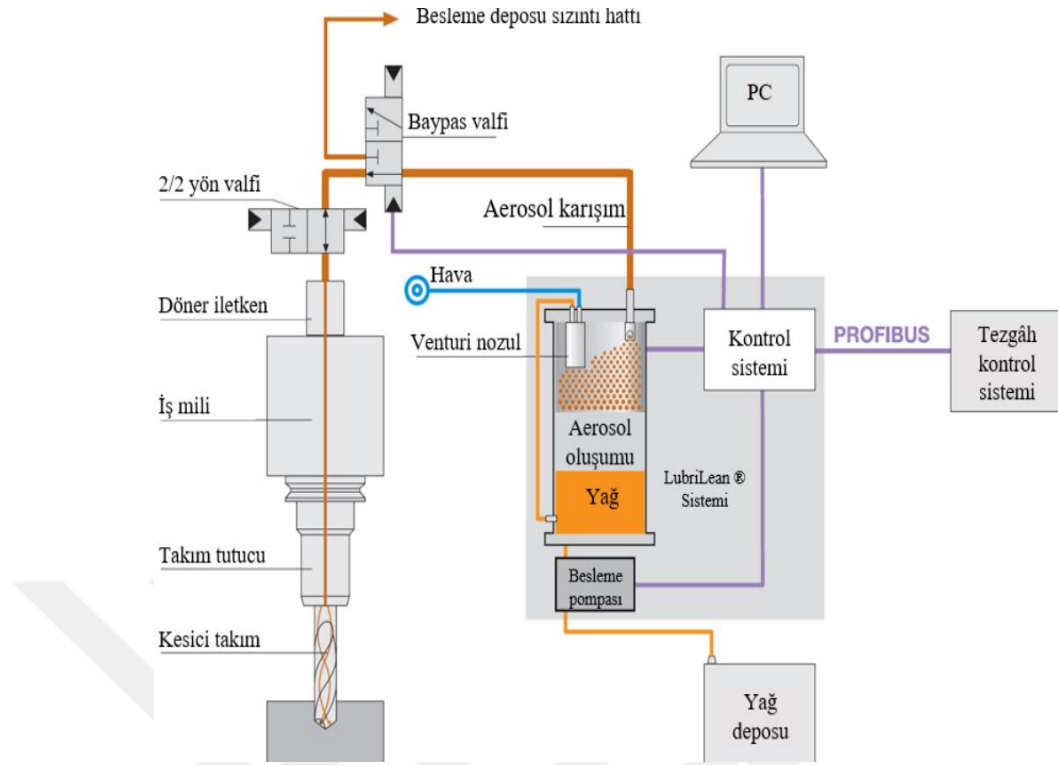 Besleme deposu sızıntı hattı
Baypas valfi
PC
2/2 yön valfi
Aerosol karışım
Hava
Döner iletken
Venturi nozul
Kontrol
sistemi
PROFIBUS
Tezgâh
kontrol
sistemi
İş mili
Aerosol
oluşumu
Yağ
LubriLean ®
Sistemi
Takım tutucu
Besleme
pompası
Kesici takım
Yağ
deposu